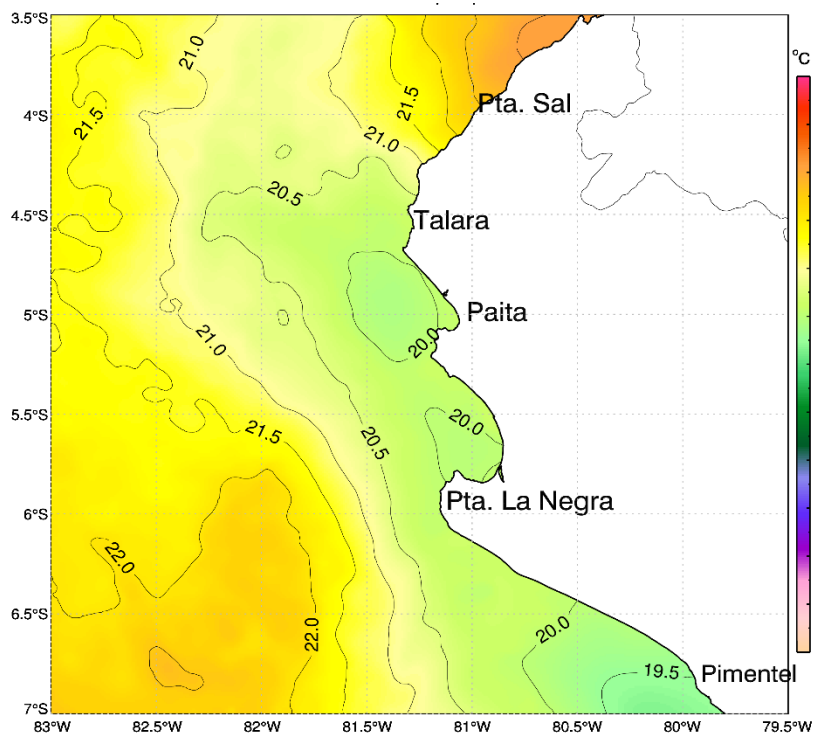 3.5°S
°C
21.0
21.5
21.5
Pta. Sal
4°S
21.0
20.5
4.5°S
Talara
5°S
Paita
21.0
20.0
20.0
5.5°S
21.5
20.5
Pta. La Negra
6°S
22.0
22.0
20.0
6.5°S
19.5
Pimentel
7°S
83°W
82.5°W
82°W
81.5°W
81°W
80.5°W
80°W
79.5W